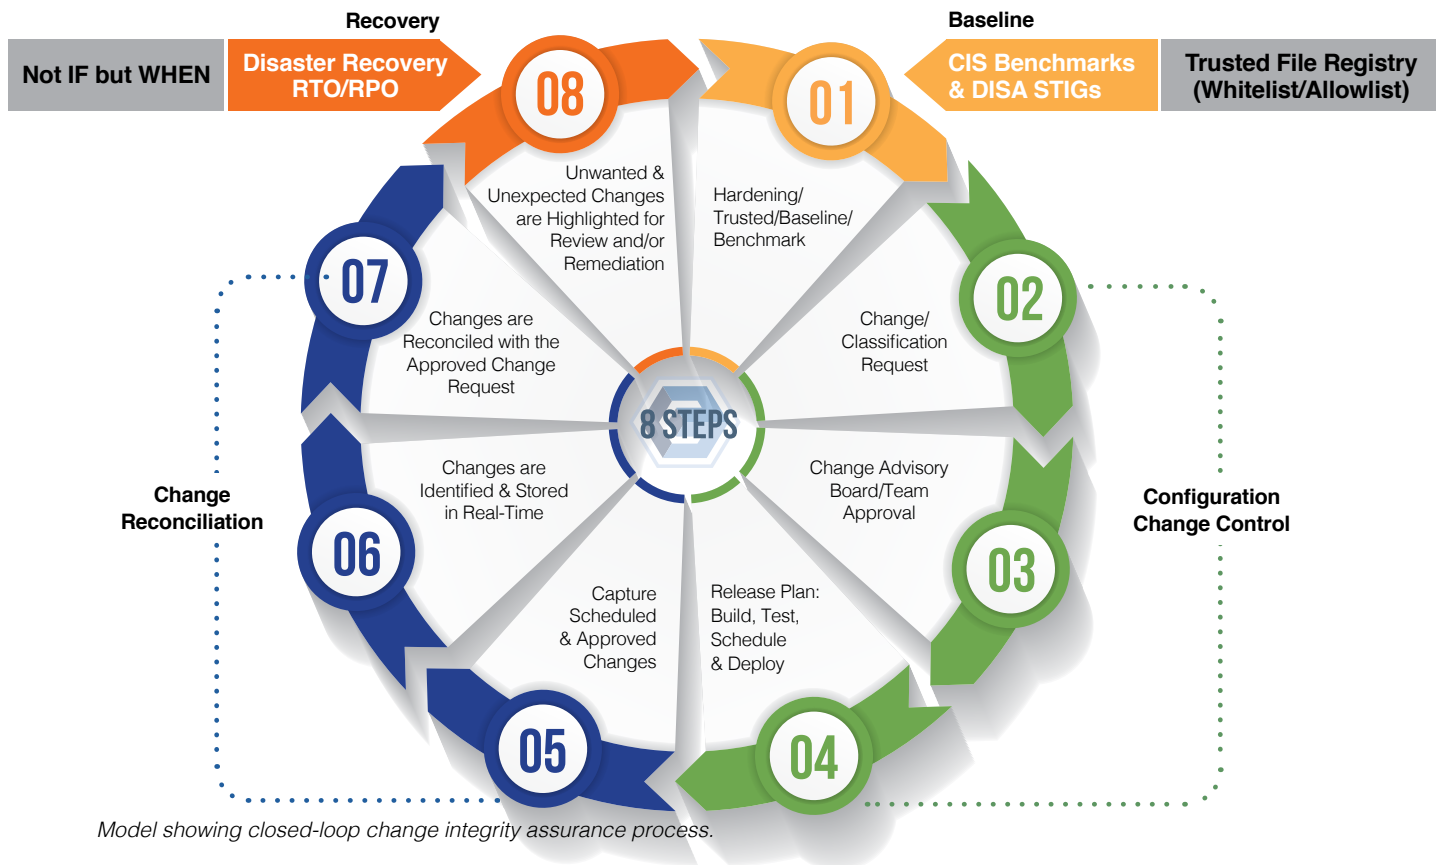 Recovery
Baseline
Not IF but WHEN
Disaster Recovery
RTO/RPO
CIS Benchmarks
& DISA STIGs
Trusted File Registry
(Whitelist/Allowlist)
08
01
Unwanted &
Unexpected Changes
are Highlighted for
Review and/or
Remediation
Hardening/
Trusted/Baseline/
Benchmark
07
02
Changes are
Reconciled with the
Approved Change
Request
Change/
Classification
Request
8 STEPS
Changes are
Identified & Stored
in Real-Time
Change Advisory
Board/Team
Approval
Change
Reconciliation
Configuration
Change Control
06
03
Capture
Scheduled
& Approved
Changes
Release Plan:
Build, Test,
Schedule
& Deploy
05
04
Model showing closed-loop change integrity assurance process.